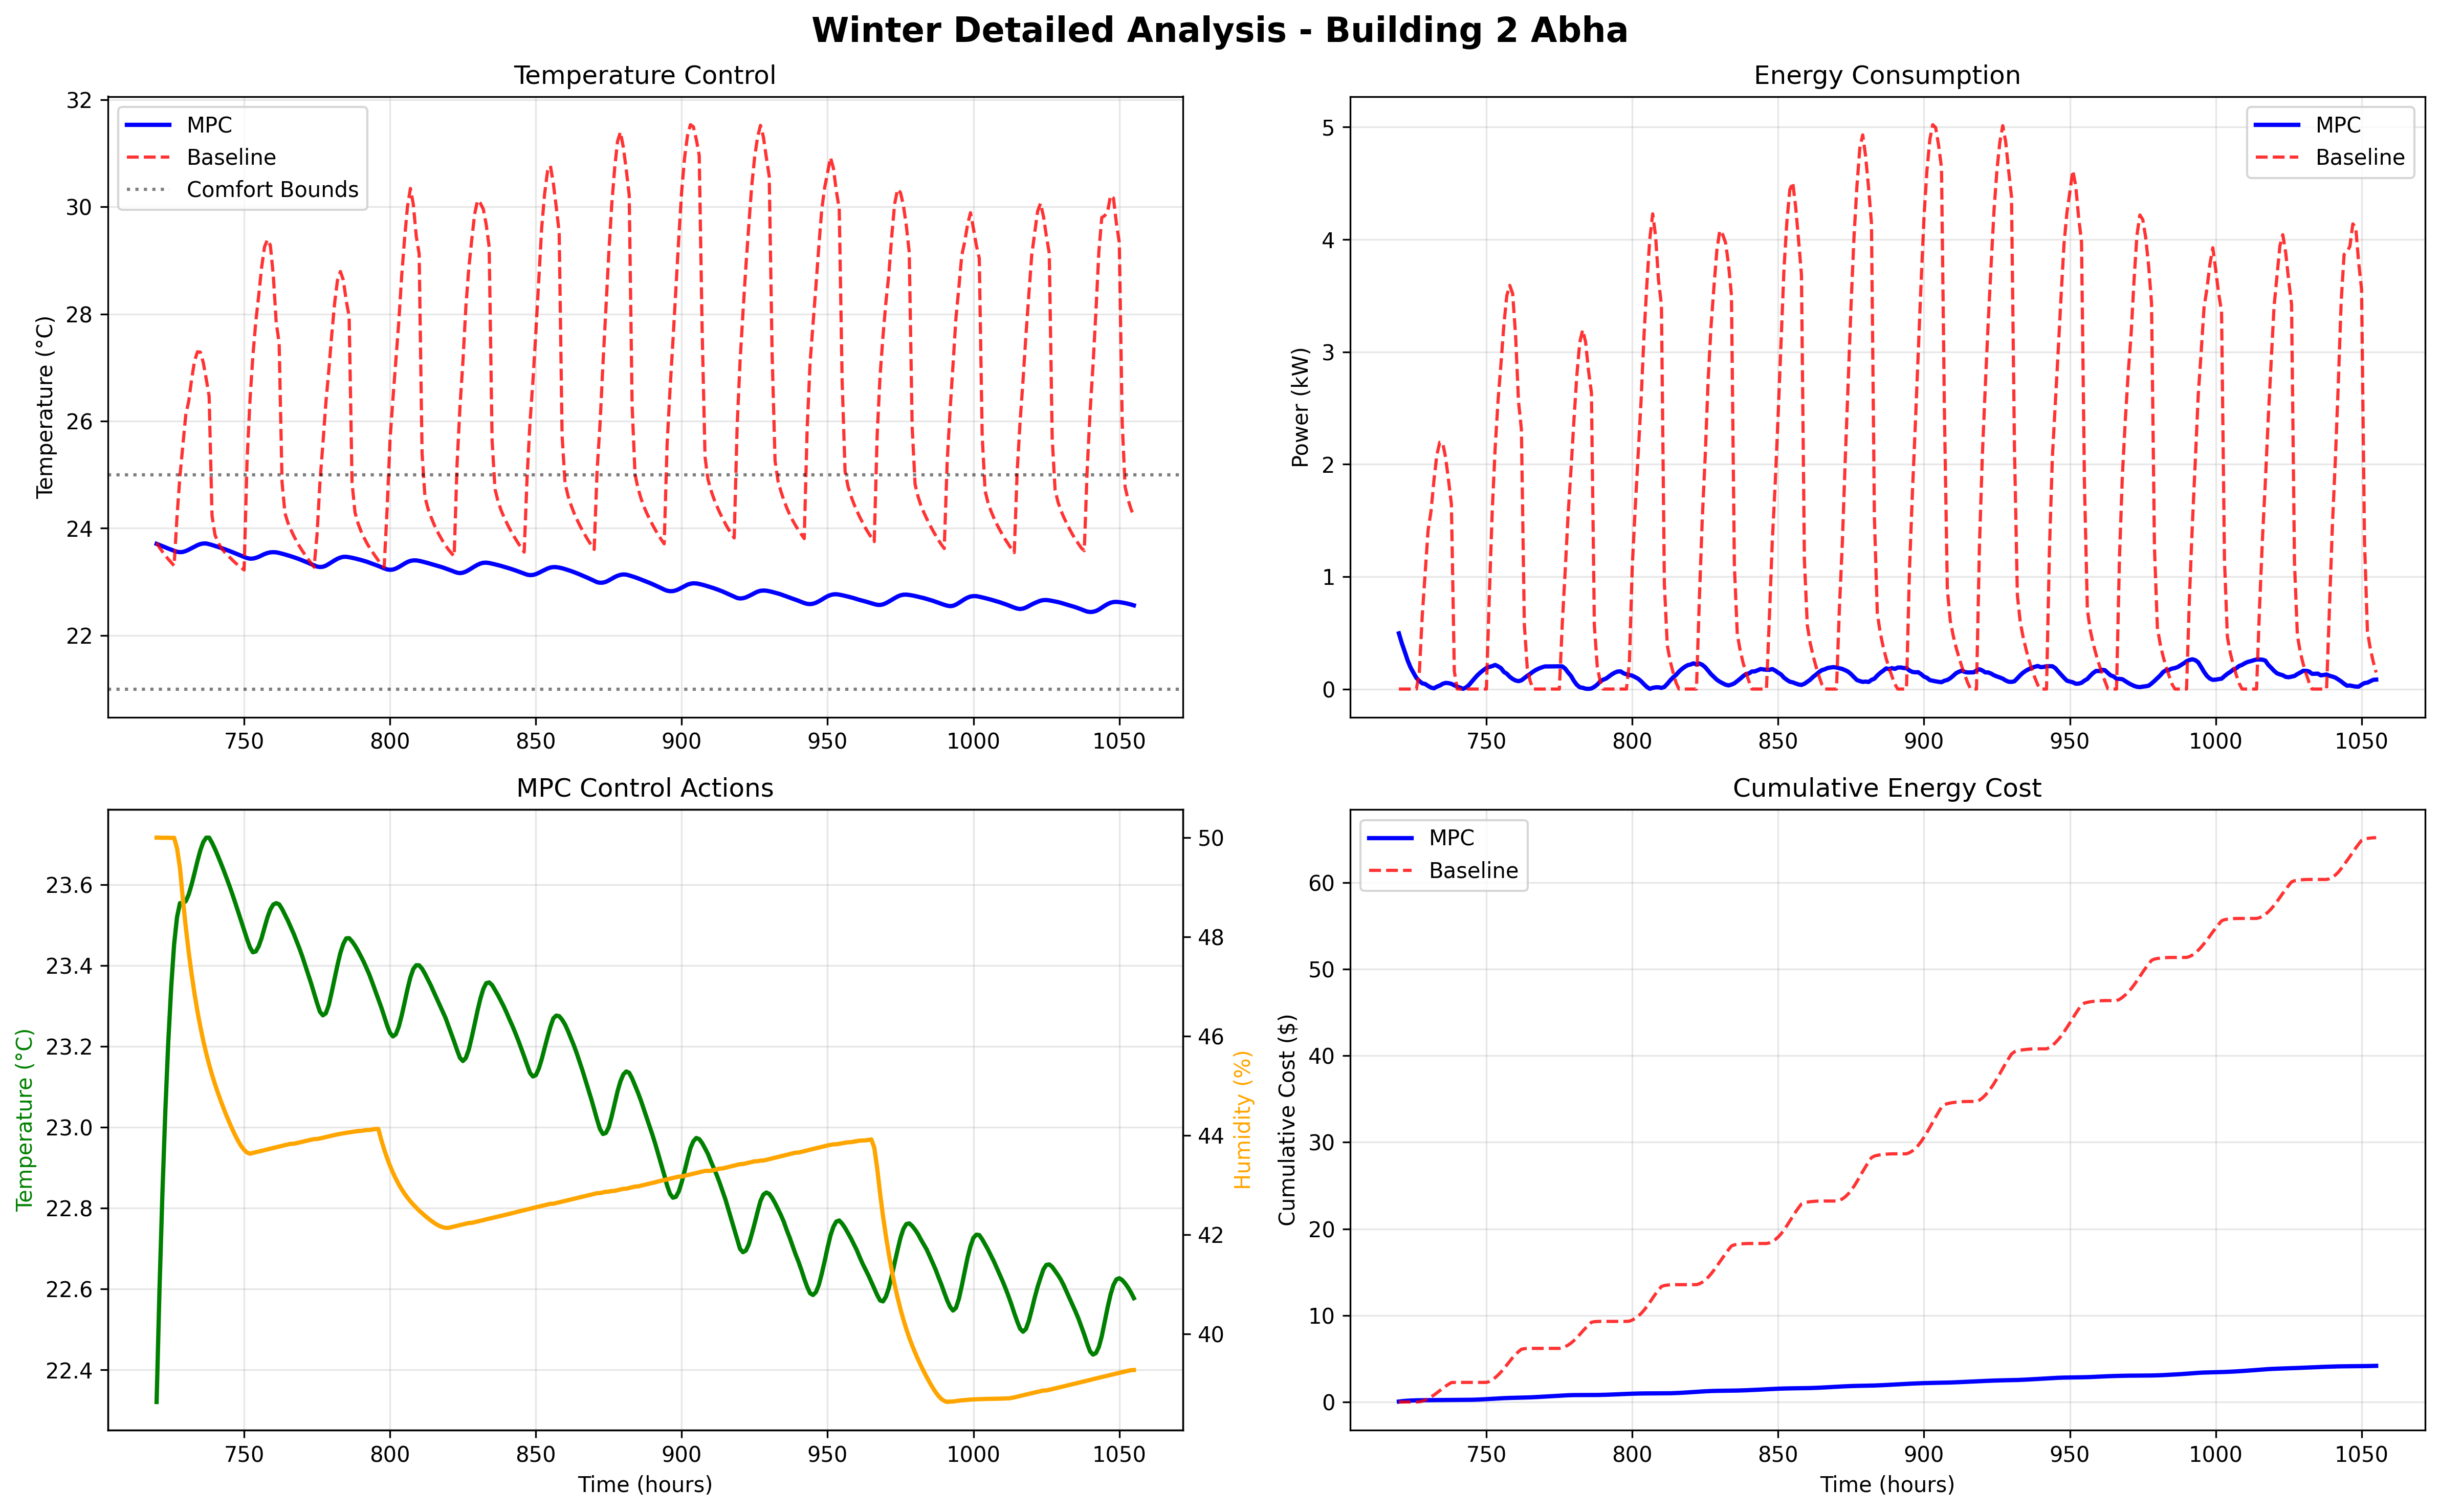 Winter Detailed Analysis - Building 2 Abha
Temperature Control
Temperature (°C)
32
30
28
26
24
22
MPC
Baseline
Comfort Bounds
750 800 850 900 950 1000 1050
Energy Consumption
Power (kW)
5
4
3
2
1
0
MPC
Baseline
750 800 850 900 950 1000 1050
MPC Control Actions
Temperature (°C)
23.6
23.4
23.2
23.0
22.8
22.6
22.4
50
48
46
44
42
40
Humidity (%)
750 800 850 900 950 1000 1050
Time (hours)
Cumulative Energy Cost
Cumulative Cost ($)
60
50
40
30
20
10
0
MPC
Baseline
750 800 850 900 950 1000 1050
Time (hours)